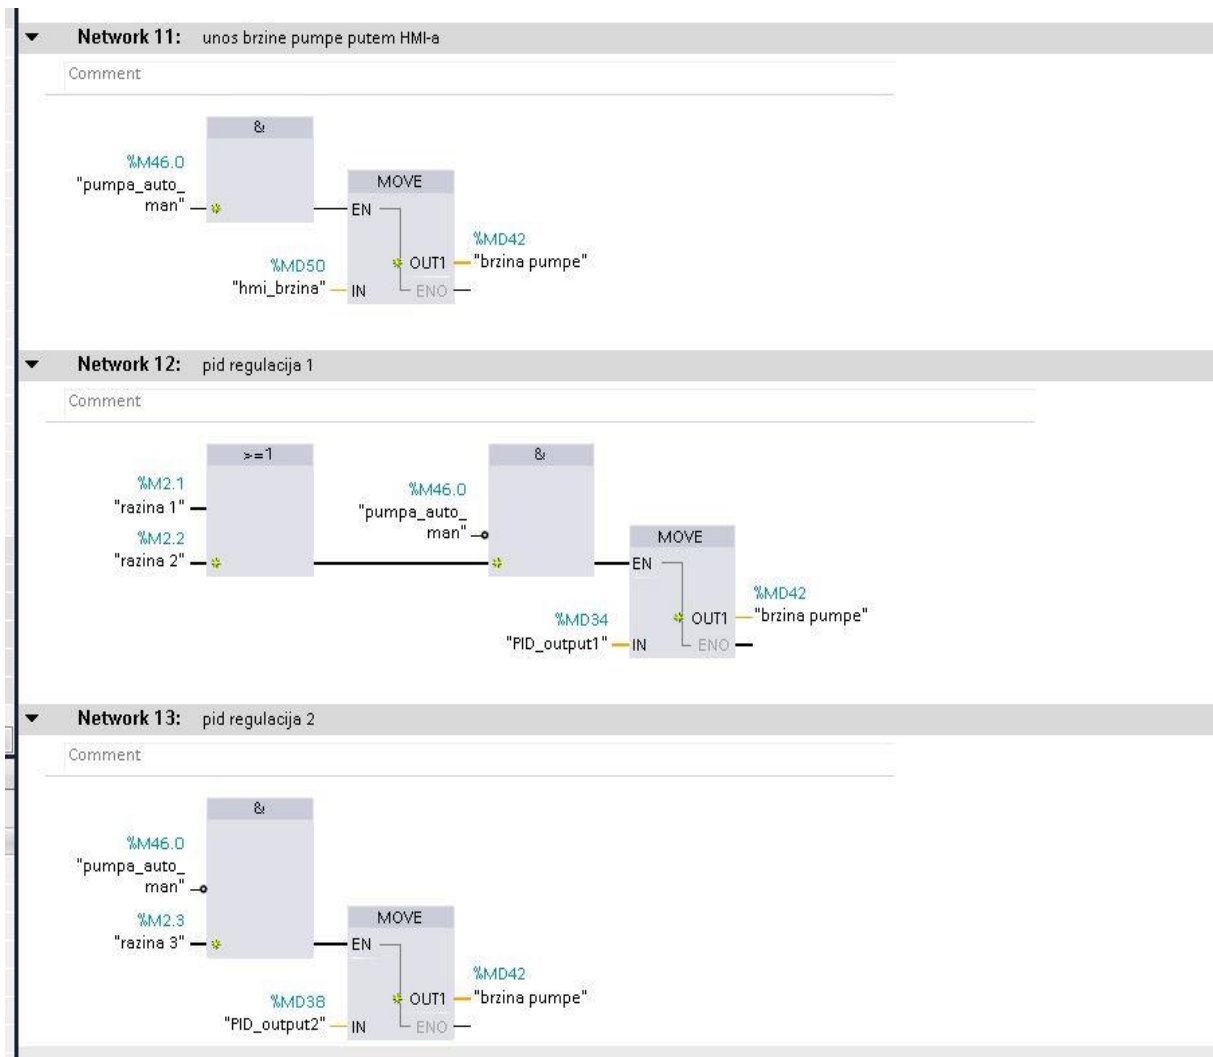 Network 11: unos brzine pumpe putem HMI-a
Comment
&
%M46.0
"pumpa_auto_
man"
MOVE
EN
%MD42
OUT1 "brzina pumpe"
%MD50
"hmi_brzina" IN ENO
Network 12: pid regulacija 1
Comment
>=1 &
%M2.1
"razina 1"
%M46.0
"pumpa_auto_
man"
%M2.2
"razina 2"
MOVE
EN
%MD42
OUT1 "brzina pumpe"
%MD34
"PID_output1" IN ENO
Network 13: pid regulacija 2
Comment
&
%M46.0
"pumpa_auto_
man"
%M2.3
"razina 3"
MOVE
EN
%MD42
OUT1 "brzina pumpe"
%MD38
"PID_output2" IN ENO